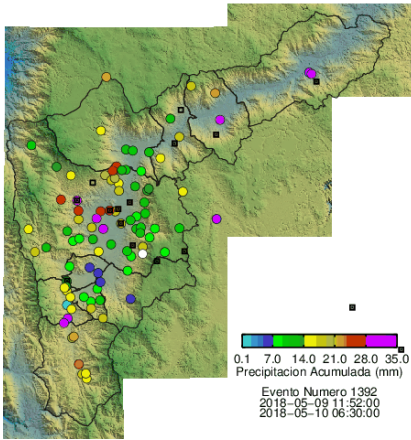 0.1 7.0 14.0 21.0 28.0 35.0
Precipitacion Acumulada (mm)
Evento Numero 1392
2018-05-09 11:52:00
2018-05-10 06:30:00